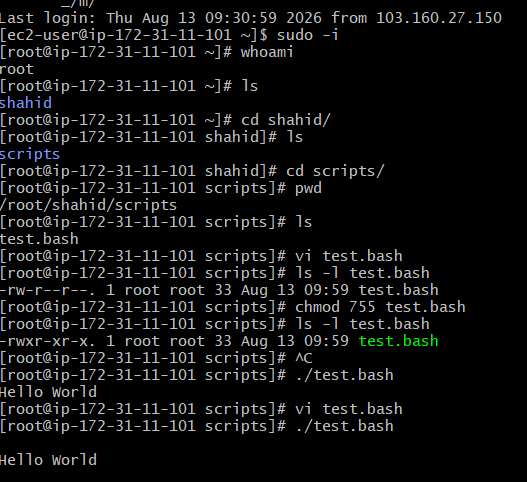 _/m/
Last login: Thu Aug 13 09:30:59 2026 from 103.160.27.150
[ec2-user@ip-172-31-11-101 ~]$ sudo -i
[root@ip-172-31-11-101 ~]# whoami
root
[root@ip-172-31-11-101 ~]# ls
shahid
[root@ip-172-31-11-101 ~]# cd shahid/
[root@ip-172-31-11-101 shahid]# ls
scripts
[root@ip-172-31-11-101 shahid]# cd scripts/
[root@ip-172-31-11-101 scripts]# pwd
/root/shahid/scripts
[root@ip-172-31-11-101 scripts]# ls
test.bash
[root@ip-172-31-11-101 scripts]# vi test.bash
[root@ip-172-31-11-101 scripts]# ls -l test.bash
-rw-r--r--. 1 root root 33 Aug 13 09:59 test.bash
[root@ip-172-31-11-101 scripts]# chmod 755 test.bash
[root@ip-172-31-11-101 scripts]# ls -l test.bash
-rwxr-xr-x. 1 root root 33 Aug 13 09:59 test.bash
[root@ip-172-31-11-101 scripts]# ^C
[root@ip-172-31-11-101 scripts]# ./test.bash
Hello World
[root@ip-172-31-11-101 scripts]# vi test.bash
[root@ip-172-31-11-101 scripts]# ./test.bash

Hello World